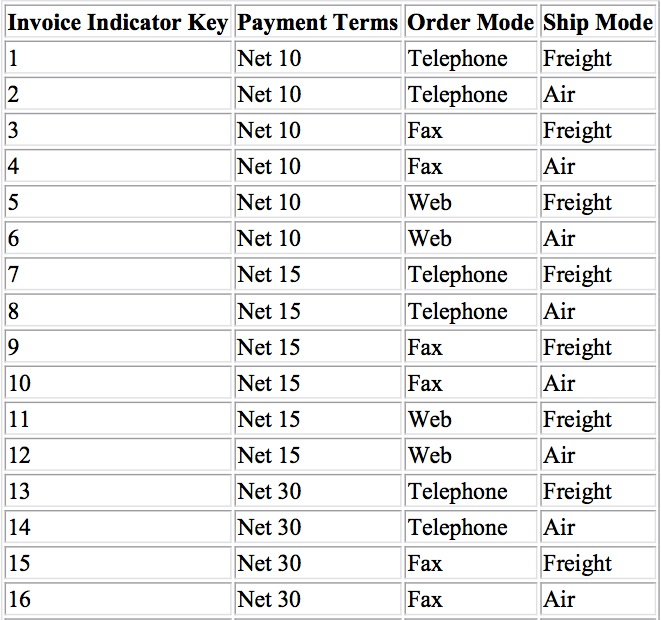 Invoice Indicator Key Payment Terms Order Mode Ship Mode
1 Net 10 Telephone Freight
2 Net 10 Telephone Air
3 Net 10 Fax Freight
4 Net 10 Fax Air
5 Net 10 Web Freight
6 Net 10 Web Air
7 Net 15 Telephone Freight
8 Net 15 Telephone Air
9 Net 15 Fax Freight
10 Net 15 Fax Air
11 Net 15 Web Freight
12 Net 15 Web Air
13 Net 30 Telephone Freight
14 Net 30 Telephone Air
15 Net 30 Fax Freight
16 Net 30 Fax Air